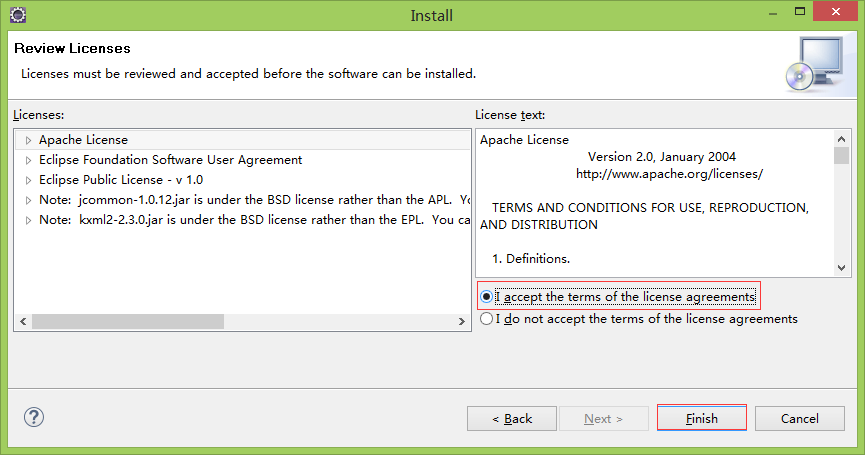 Install
Review Licenses
Licenses must be reviewed and accepted before the software can be installed.
Licenses:
Apache License
Eclipse Foundation Software User Agreement
Eclipse Public License - v 1.0
Note:  jcommon-1.0.12.jar is under the BSD license rather than the APL.  Yo
Note:  kxml2-2.3.0.jar is under the BSD license rather than the EPL.  You ca
License text:
Apache License
Version 2.0, January 2004
http://www.apache.org/licenses/
TERMS AND CONDITIONS FOR USE, REPRODUCTION,
AND DISTRIBUTION
1. Definitions.
I accept the terms of the license agreements
I do not accept the terms of the license agreements
?
< Back
Next >
Finish
Cancel